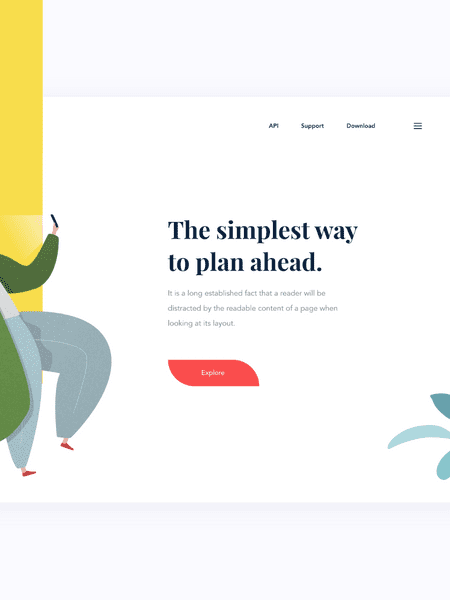 API Support Download
The simplest way
to plan ahead.
It is a long established fact that a reader will be
distracted by the readable content of a page when
looking at its layout.
Explore